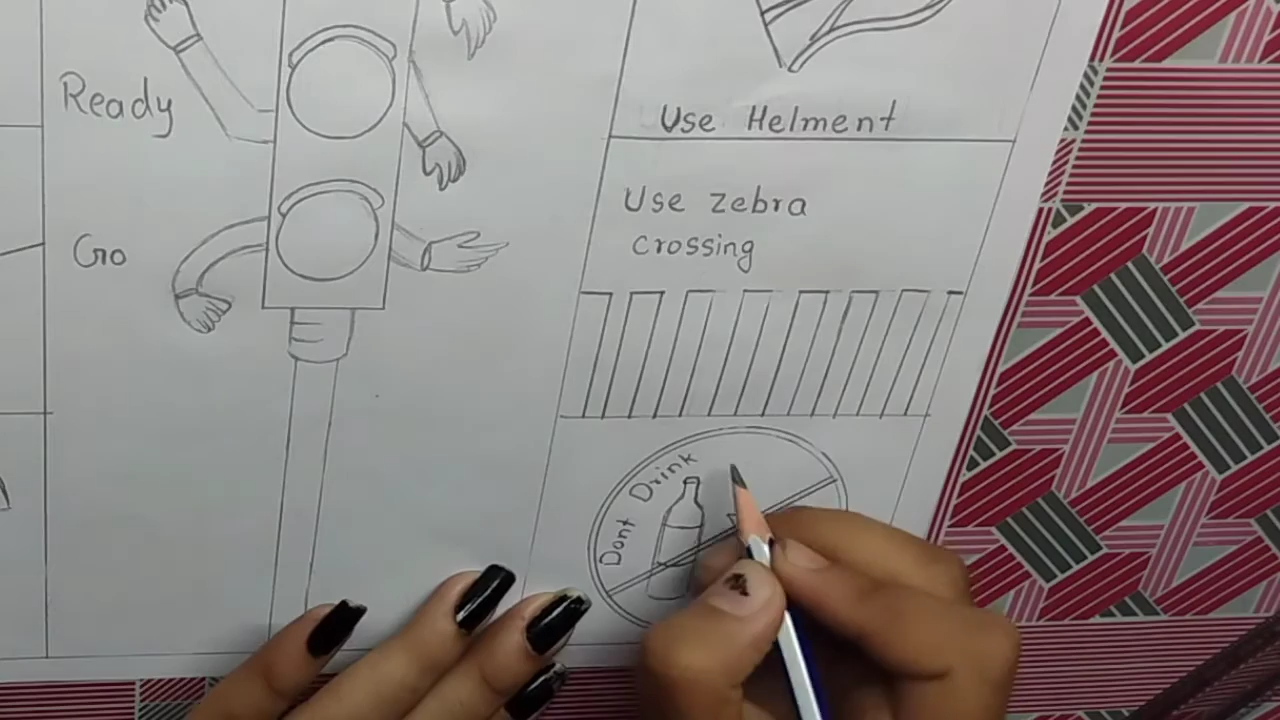 Ready
Go
Use Helment
Use zebra
crossing
Dont Drink